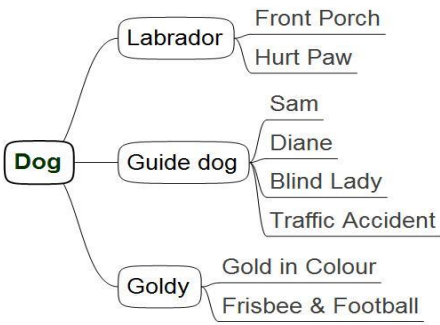 Front Porch
Labrador
Hurt Paw
Sam
Diane
Dog
Guide dog
Blind Lady
Traffic Accident
Gold in Colour
Goldy
Frisbee & Football